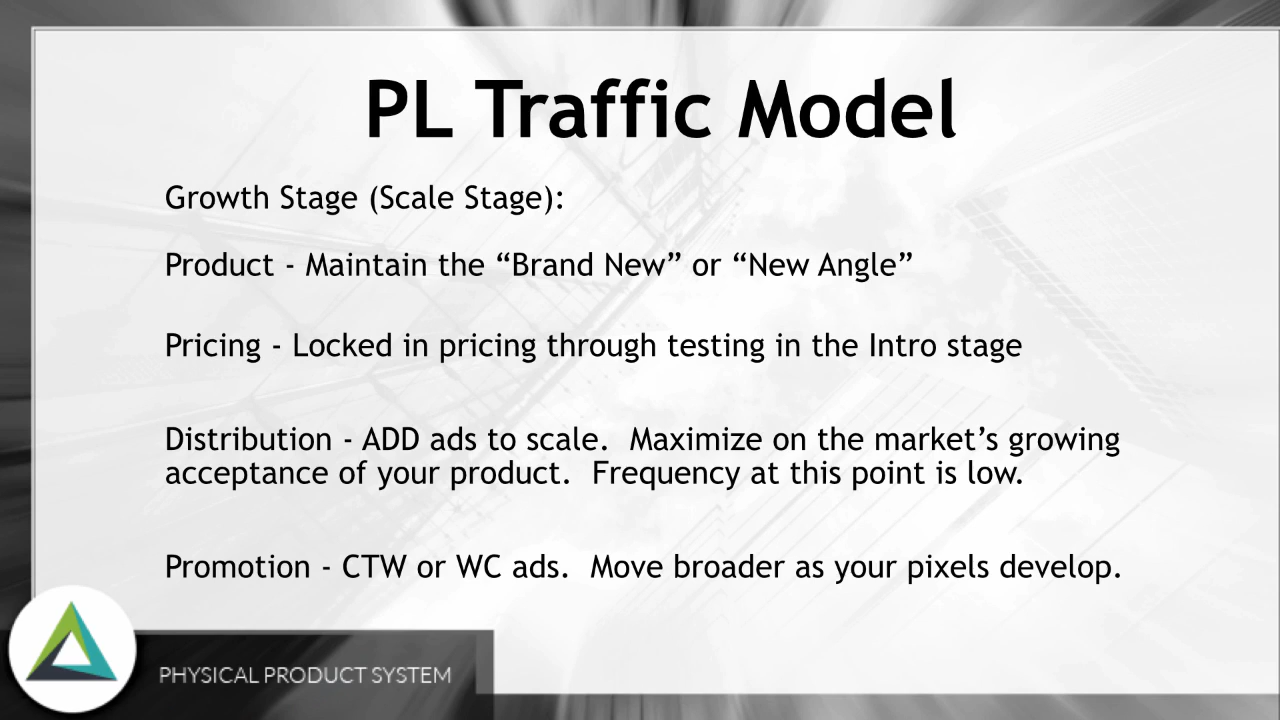 PL Traffic Model
Growth Stage (Scale Stage):
Product - Maintain the “Brand New” or “New Angle”
Pricing - Locked in pricing through testing in the Intro stage
Distribution - ADD ads to scale.  Maximize on the market’s growing
acceptance of your product.  Frequency at this point is low.
Promotion - CTW or WC ads.  Move broader as your pixels develop.
PHYSICAL PRODUCT SYSTEM